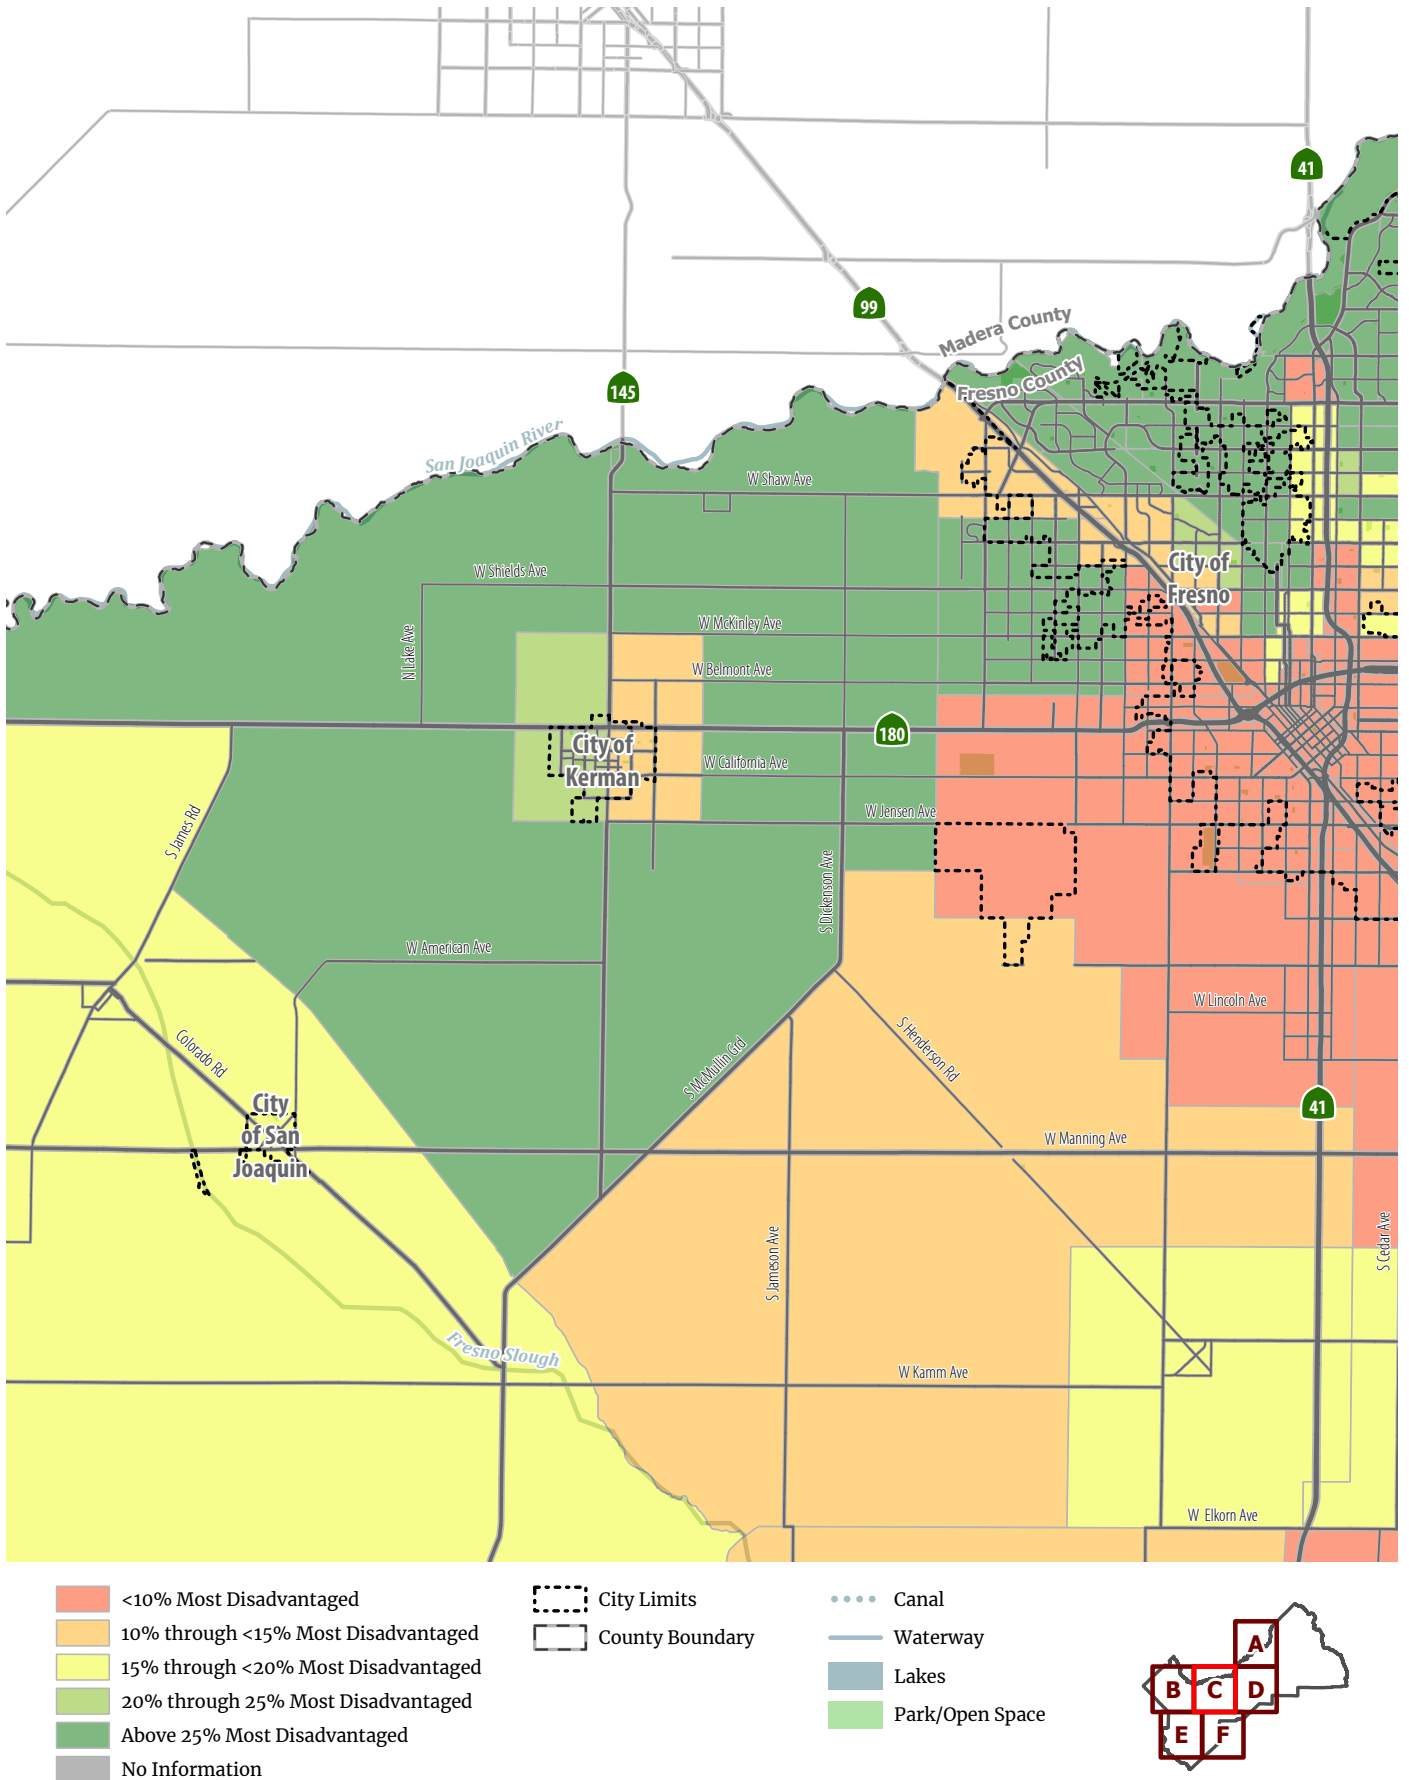 41
99
Madera County
Fresno County
145
San Joaquin River
W Shaw Ave
City of
Fresno
W Shields Ave
W McKinley Ave
N Lake Ave
W Belmont Ave
180
City of
Kerman
W California Ave
S James Rd
W Jensen Ave
S Dickenson Ave
W American Ave
W Lincoln Ave
S Henderson Rd
Colorado Rd
S McMullin Grd
City
of San
Joaquin
41
W Manning Ave
S Cedar Ave
S Jameson Ave
Fresno Slough
W Kamm Ave
W Elkorn Ave
<10% Most Disadvantaged
10% through <15% Most Disadvantaged
15% through <20% Most Disadvantaged
20% through 25% Most Disadvantaged
Above 25% Most Disadvantaged
No Information
City Limits
County Boundary
Canal
Waterway
Lakes
Park/Open Space
A
B
C
D
E
F